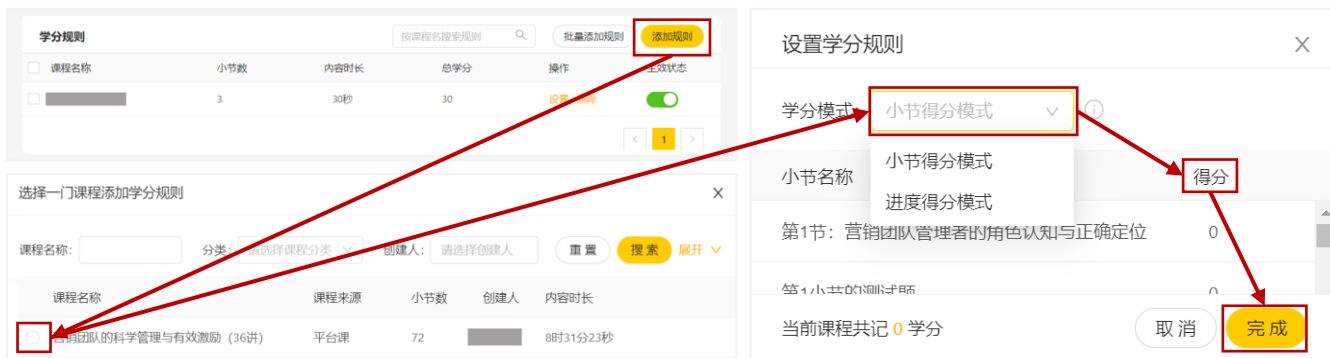 学分规则
按课程名搜索规则
批量添加规则
添加规则
课程名称 小节数 内容时长 总学分 操作 生效状态
3 30秒 30 设置 删除
< 1 >
选择一门课程添加学分规则 X
课程名称： 分类： 请选择课程分类 创建人： 请选择创建人 重置 搜索 展开
课程名称 课程来源 小节数 创建人 内容时长
营销团队的科学管理与有效激励（36讲） 平台课 72 8时31分23秒
设置学分规则 X
学分模式 小节得分模式
小节得分模式
进度得分模式
小节名称 得分
第1节：营销团队管理者的角色认知与正确定位 0
第1小节的测试题 0
当前课程共记 0 学分 取消 完成